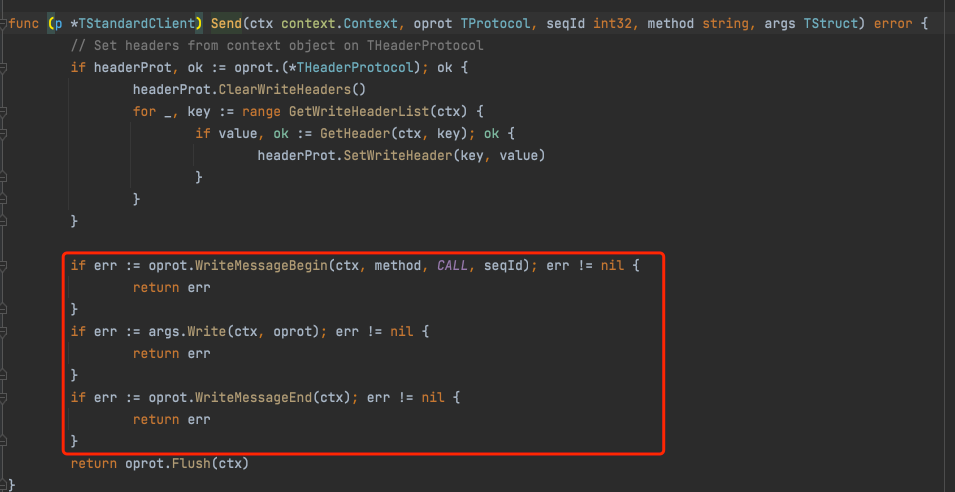 func (p *TStandardClient) Send(ctx context.Context, oprot TProtocol, seqId int32, method string, args TStruct) error {
// Set headers from context object on THeaderProtocol
if headerProt, ok := oprot.(*THeaderProtocol); ok {
headerProt.ClearWriteHeaders()
for _, key := range GetWriteHeaderList(ctx) {
if value, ok := GetHeader(ctx, key); ok {
headerProt.SetWriteHeader(key, value)
}
}
}
if err := oprot.WriteMessageBegin(ctx, method, CALL, seqId); err != nil {
return err
}
if err := args.Write(ctx, oprot); err != nil {
return err
}
if err := oprot.WriteMessageEnd(ctx); err != nil {
return err
}
return oprot.Flush(ctx)
}